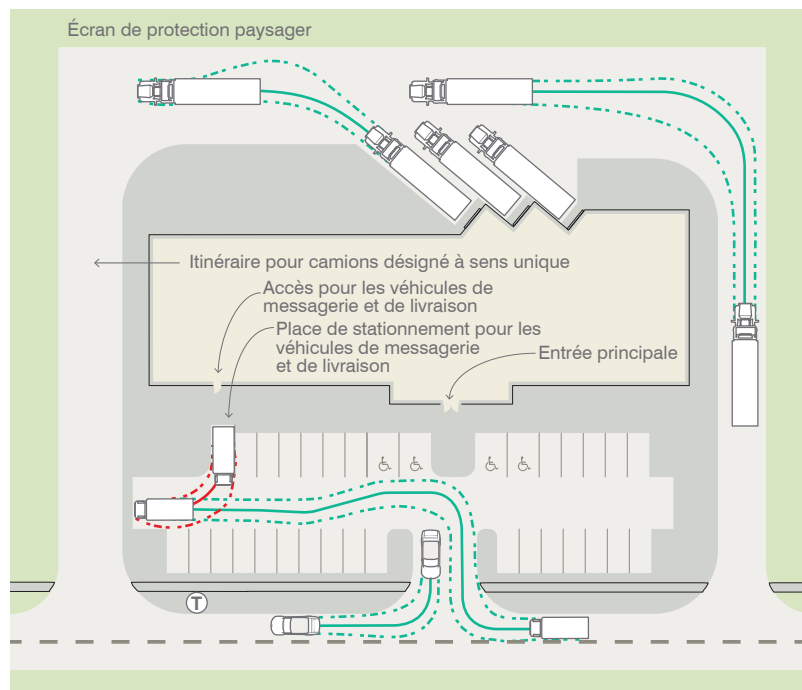 Écran de protection paysager
Itinéraire pour camions désigné à sens unique
Accès pour les véhicules de
messagerie et de livraison
Place de stationnement pour les
véhicules de messagerie
et de livraison
Entrée principale
T